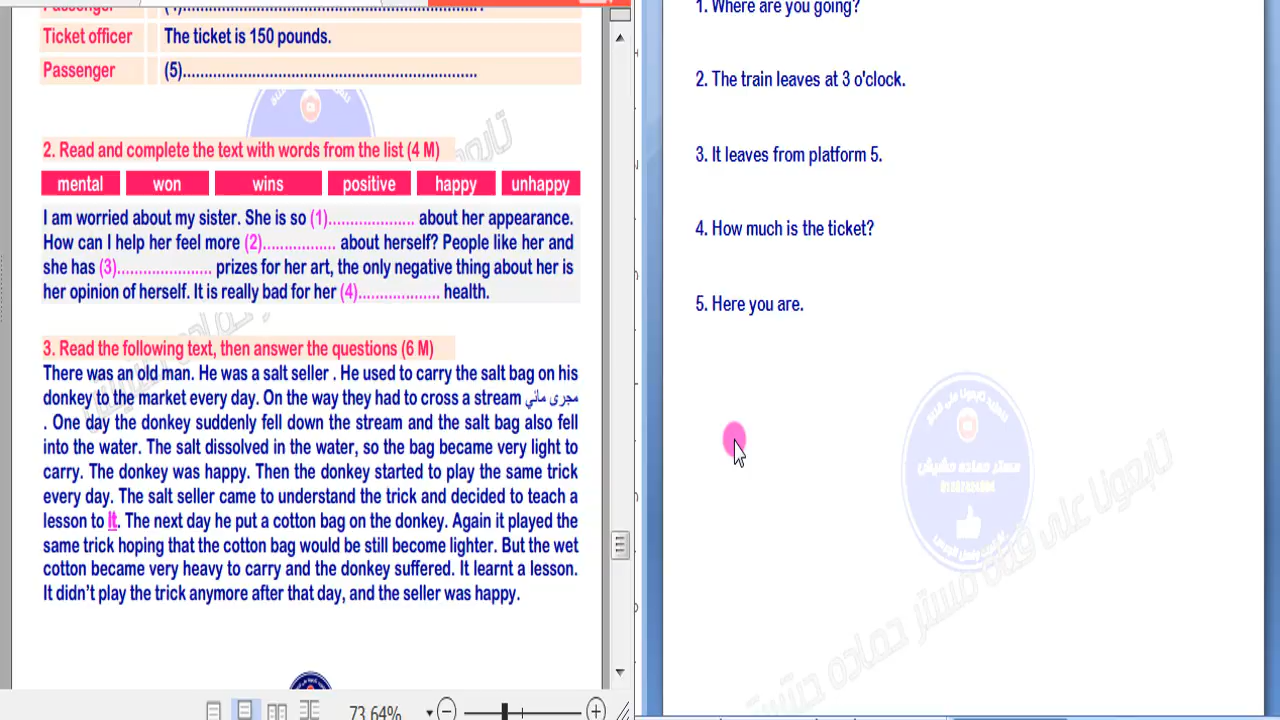 Passenger (4)..............................................................?
Ticket officer The ticket is 150 pounds.
Passenger (5)....................................................................
2. Read and complete the text with words from the list (4 M)
mental won wins positive happy unhappy
I am worried about my sister. She is so (1).................... about her appearance.
How can I help her feel more (2)................. about herself? People like her and
she has (3)...................... prizes for her art, the only negative thing about her is
her opinion of herself. It is really bad for her (4)................... health.
3. Read the following text, then answer the questions (6 M)
There was an old man. He was a salt seller . He used to carry the salt bag on his
donkey to the market every day. On the way they had to cross a stream مجرى مائي
. One day the donkey suddenly fell down the stream and the salt bag also fell
into the water. The salt dissolved in the water, so the bag became very light to
carry. The donkey was happy. Then the donkey started to play the same trick
every day. The salt seller came to understand the trick and decided to teach a
lesson to it. The next day he put a cotton bag on the donkey. Again it played the
same trick hoping that the cotton bag would be still become lighter. But the wet
cotton became very heavy to carry and the donkey suffered. It learnt a lesson.
It didn't play the trick anymore after that day, and the seller was happy.
73.64%
1. Where are you going?
2. The train leaves at 3 o'clock.
3. It leaves from platform 5.
4. How much is the ticket?
5. Here you are.
مستر حماده حشيش
تابعونا على قناة مستر حماده حشيش